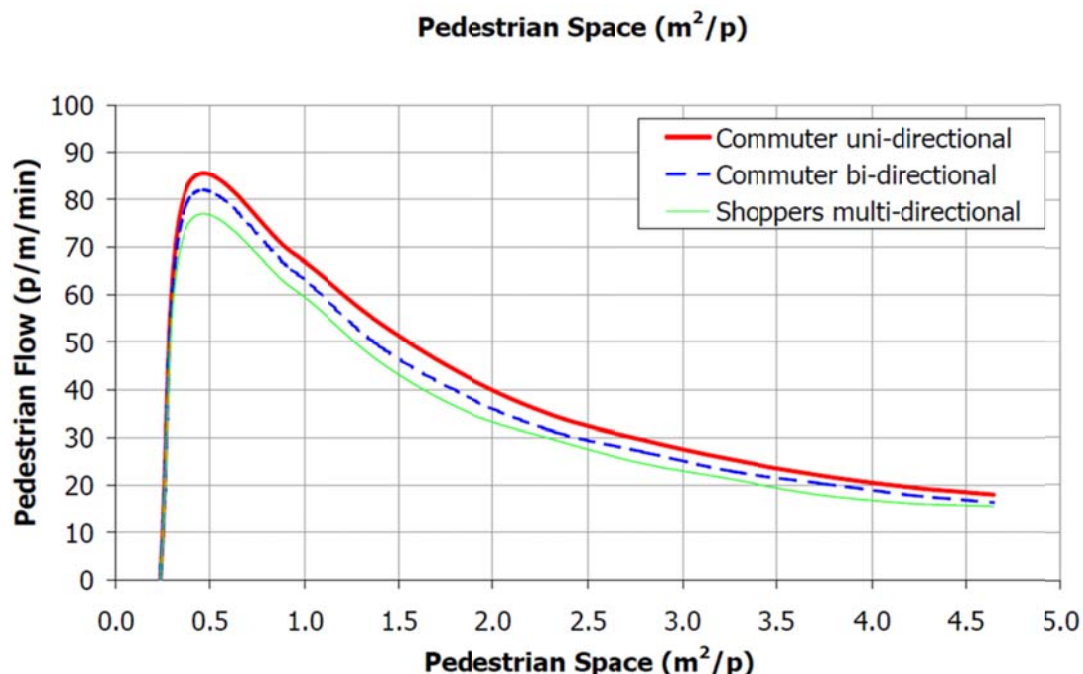 Pedestrian Space (m²/p)
100
90
80
70
60
50
40
30
20
10
0
Pedestrian Flow (p/m/min)
Commuter uni-directional
Commuter bi-directional
Shoppers multi-directional
0.0 0.5 1.0 1.5 2.0 2.5 3.0 3.5 4.0 4.5 5.0
Pedestrian Space (m²/p)